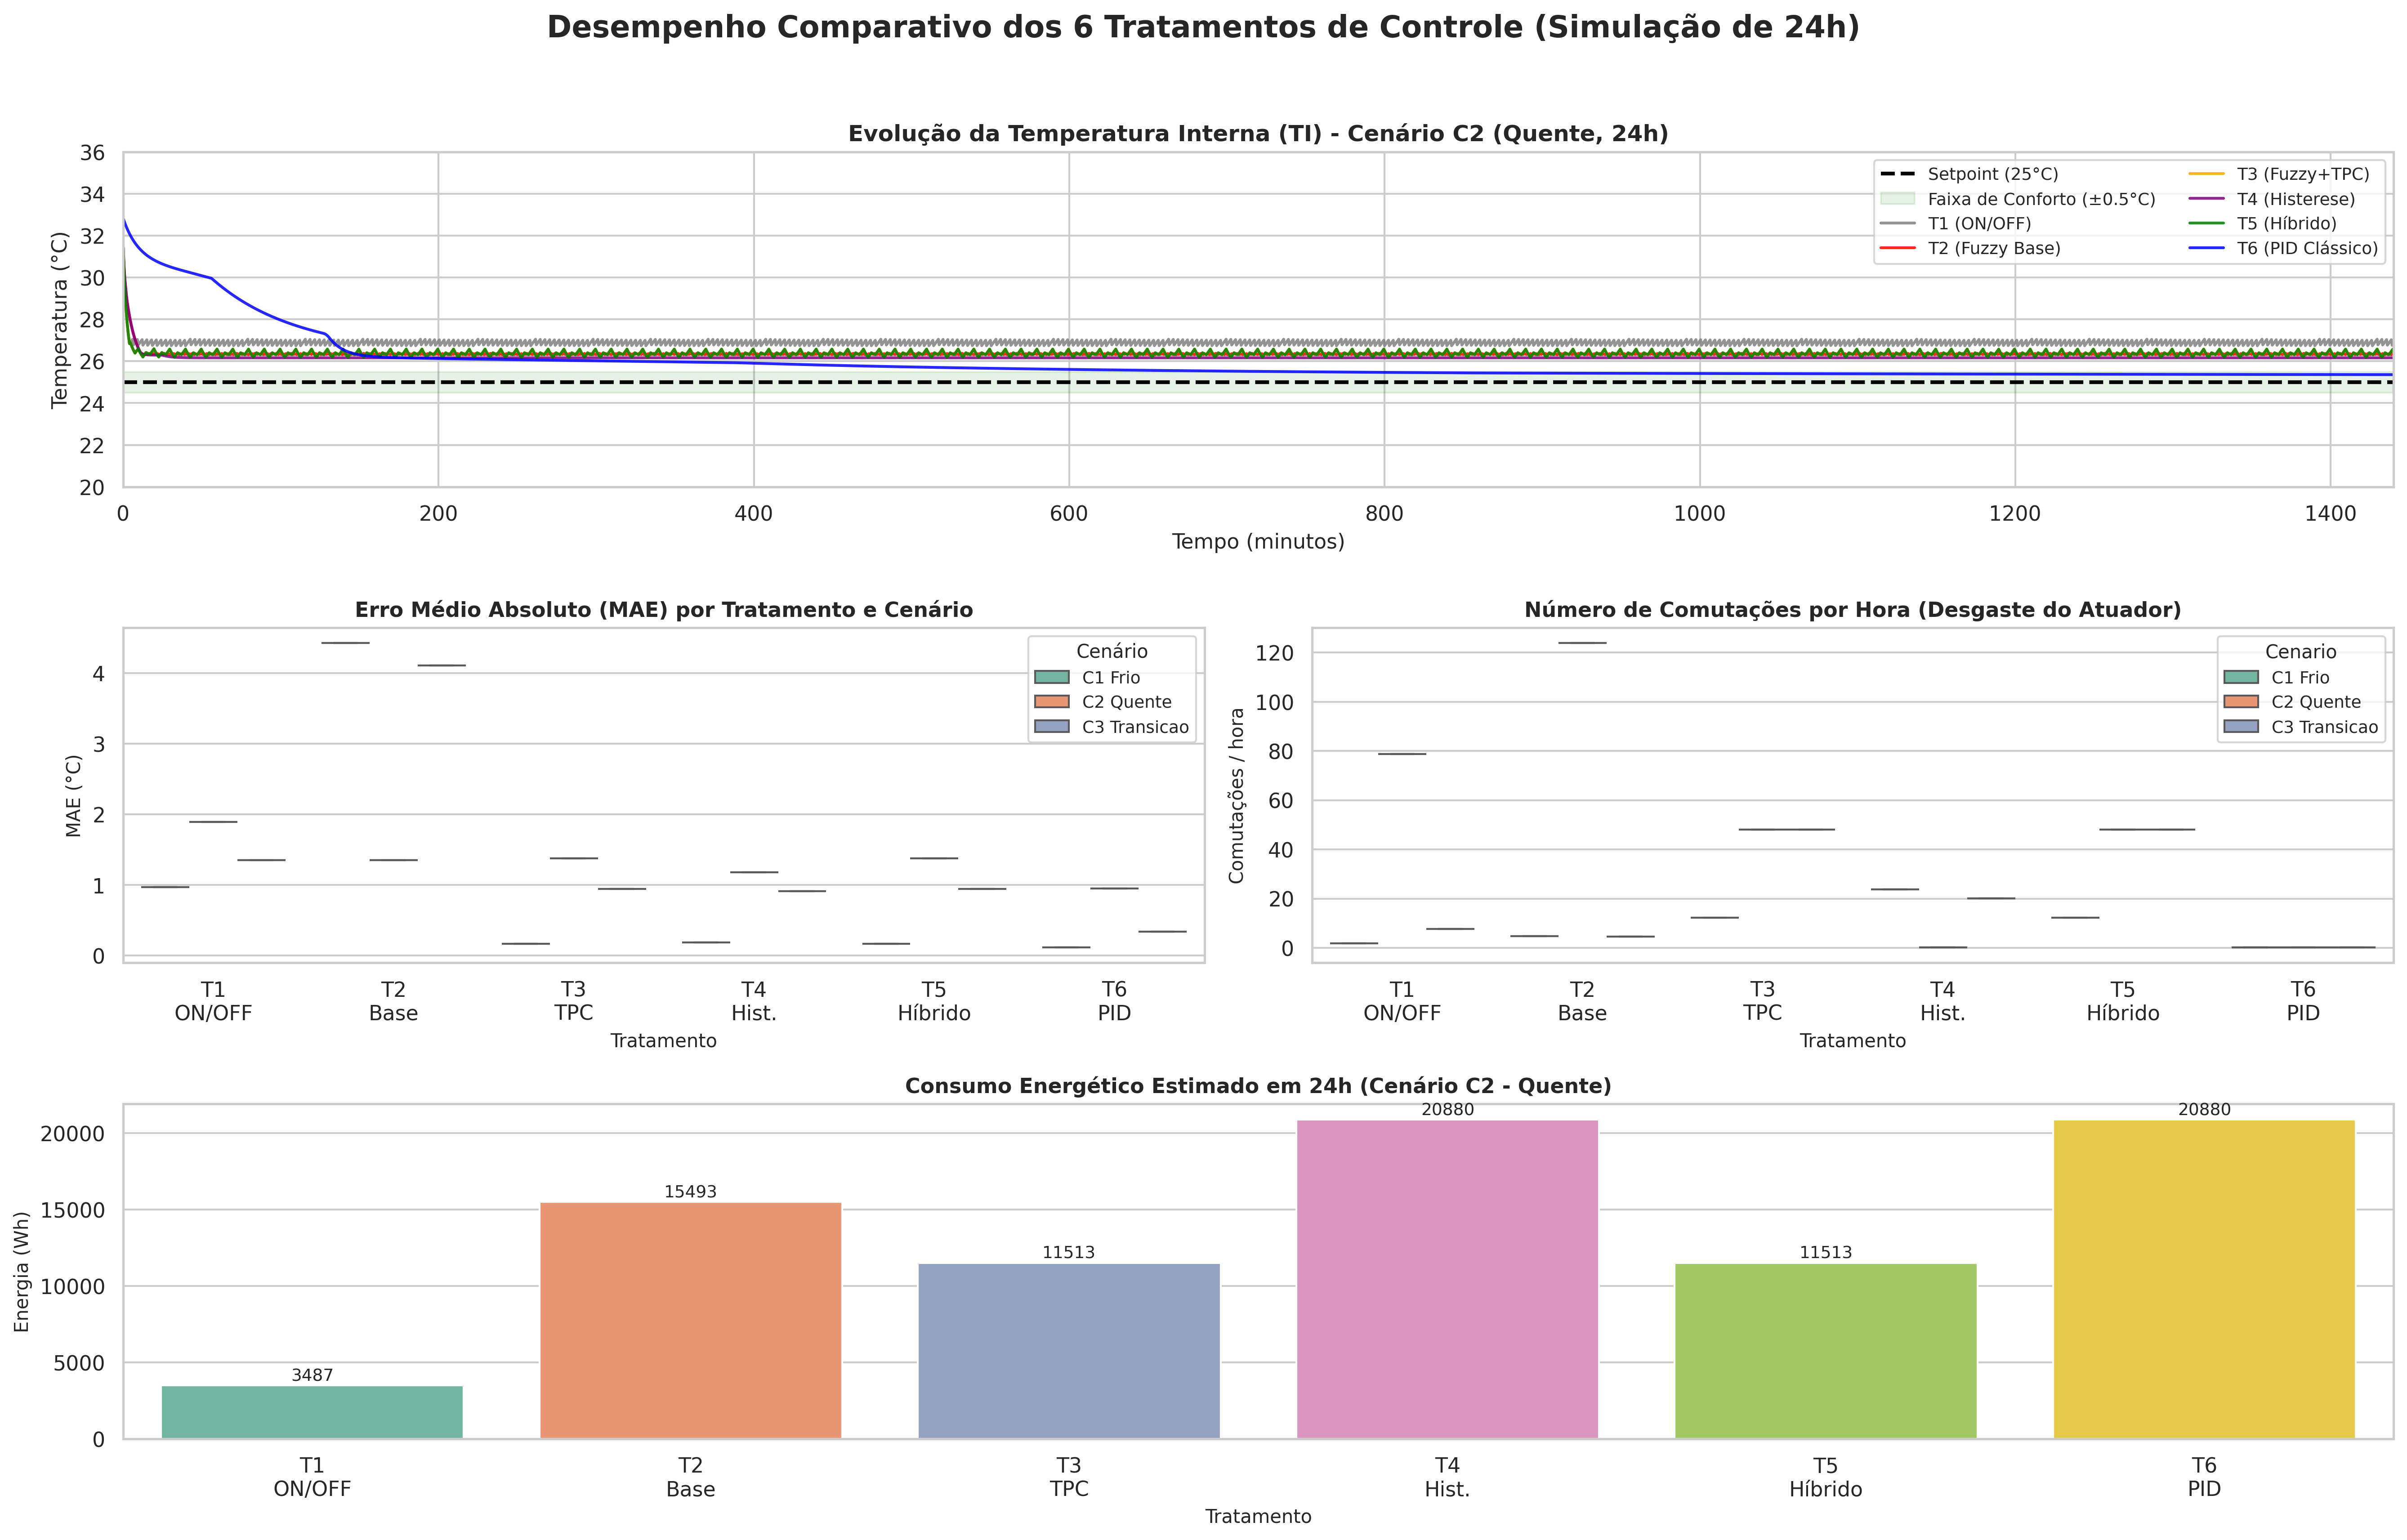 Desempenho Comparativo dos 6 Tratamentos de Controle (Simulação de 24h)
Evolução da Temperatura Interna (TI) - Cenário C2 (Quente, 24h)
Temperatura (°C)
36
34
32
30
28
26
24
22
20
Setpoint (25°C)
Faixa de Conforto (±0.5°C)
T1 (ON/OFF)
T2 (Fuzzy Base)
T3 (Fuzzy+TPC)
T4 (Histerese)
T5 (Híbrido)
T6 (PID Clássico)
0 200 400 600 800 1000 1200 1400
Tempo (minutos)
Erro Médio Absoluto (MAE) por Tratamento e Cenário
MAE (°C)
4
3
2
1
0
Cenário
C1 Frio
C2 Quente
C3 Transicao
T1 T2 T3 T4 T5 T6
ON/OFF Base TPC Hist. Híbrido PID
Tratamento
Número de Comutações por Hora (Desgaste do Atuador)
Comutações / hora
120
100
80
60
40
20
0
Cenario
C1 Frio
C2 Quente
C3 Transicao
T1 T2 T3 T4 T5 T6
ON/OFF Base TPC Hist. Híbrido PID
Tratamento
Consumo Energético Estimado em 24h (Cenário C2 - Quente)
Energia (Wh)
20000
15000
10000
5000
0
3487 15493 11513 20880 11513 20880
T1 T2 T3 T4 T5 T6
ON/OFF Base TPC Hist. Híbrido PID
Tratamento